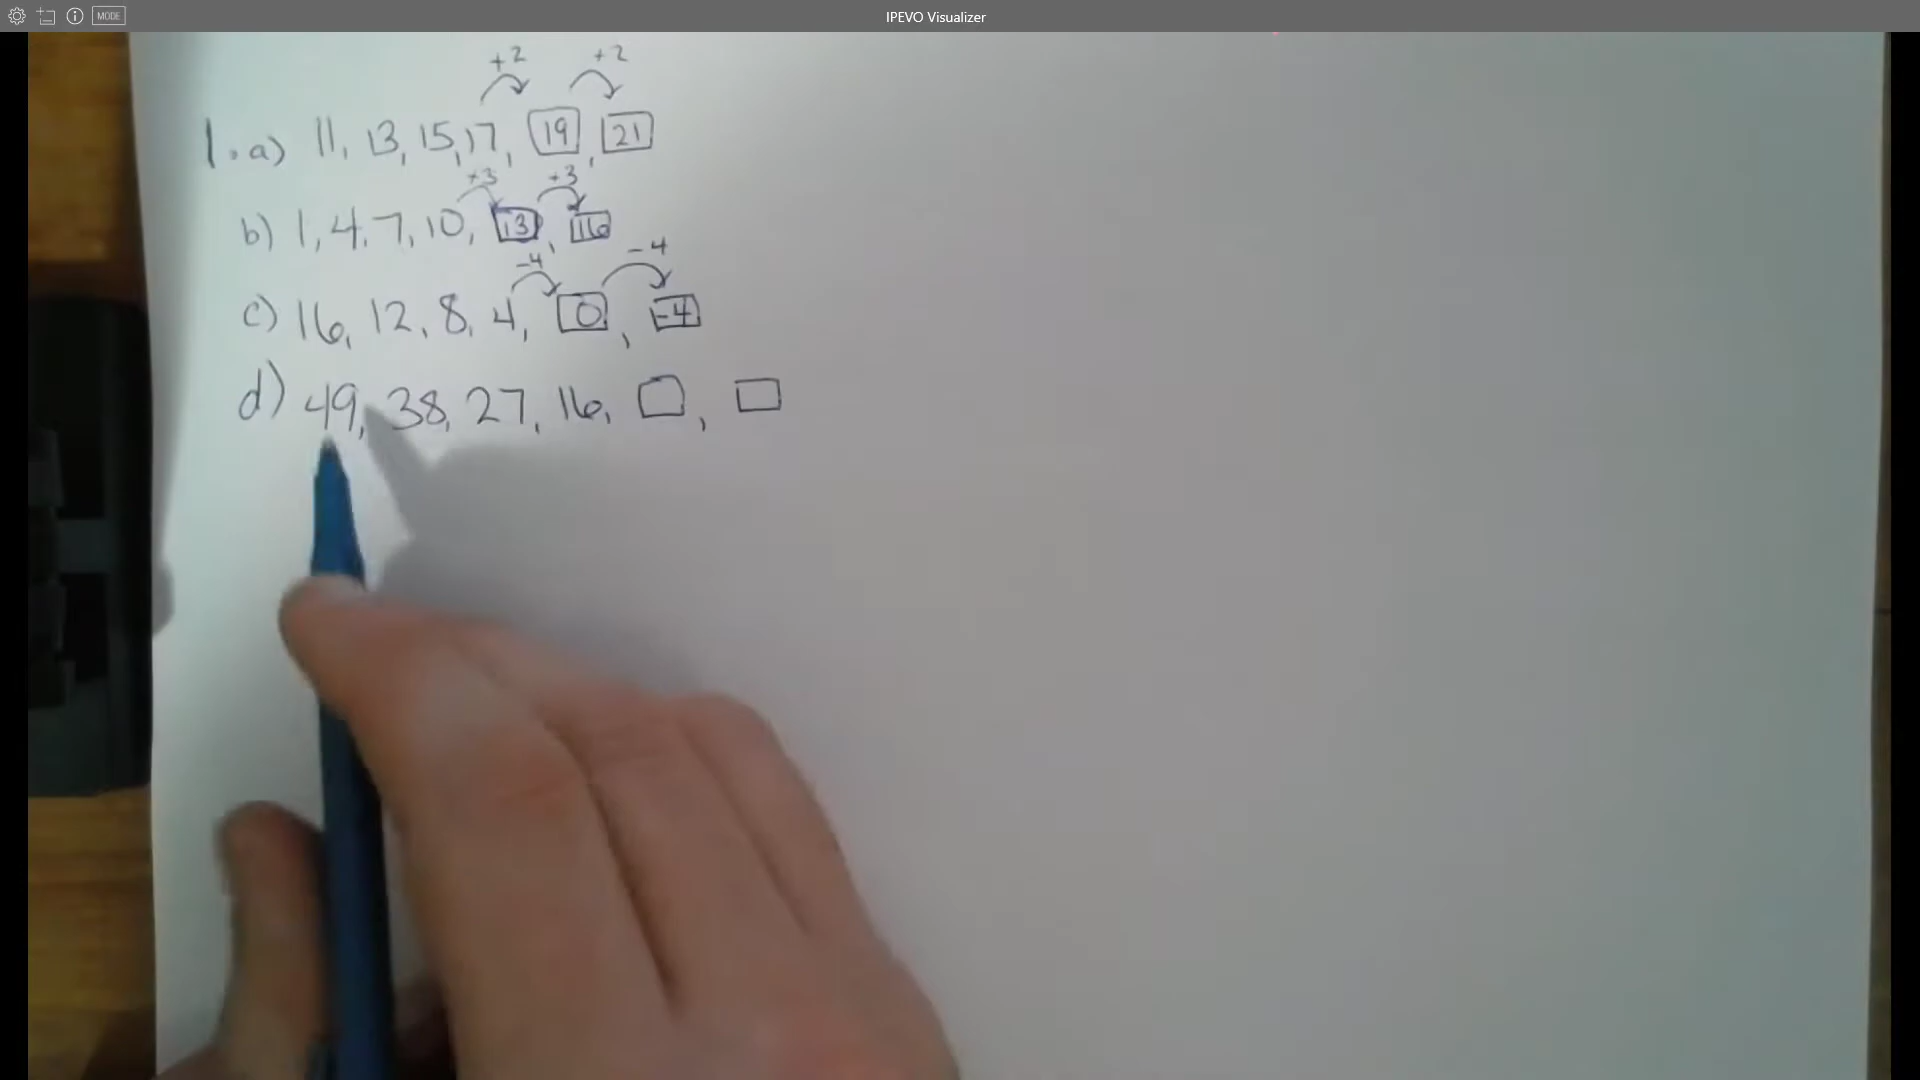 MODE
IPEVO Visualizer
+2 +2
1. a) 11, 13, 15, 17, 19, 21
+3 +3
b) 1, 4, 7, 10, 13, 16
-4 -4
c) 16, 12, 8, 4, 0, -4
d) 49, 38, 27, 16, □, □